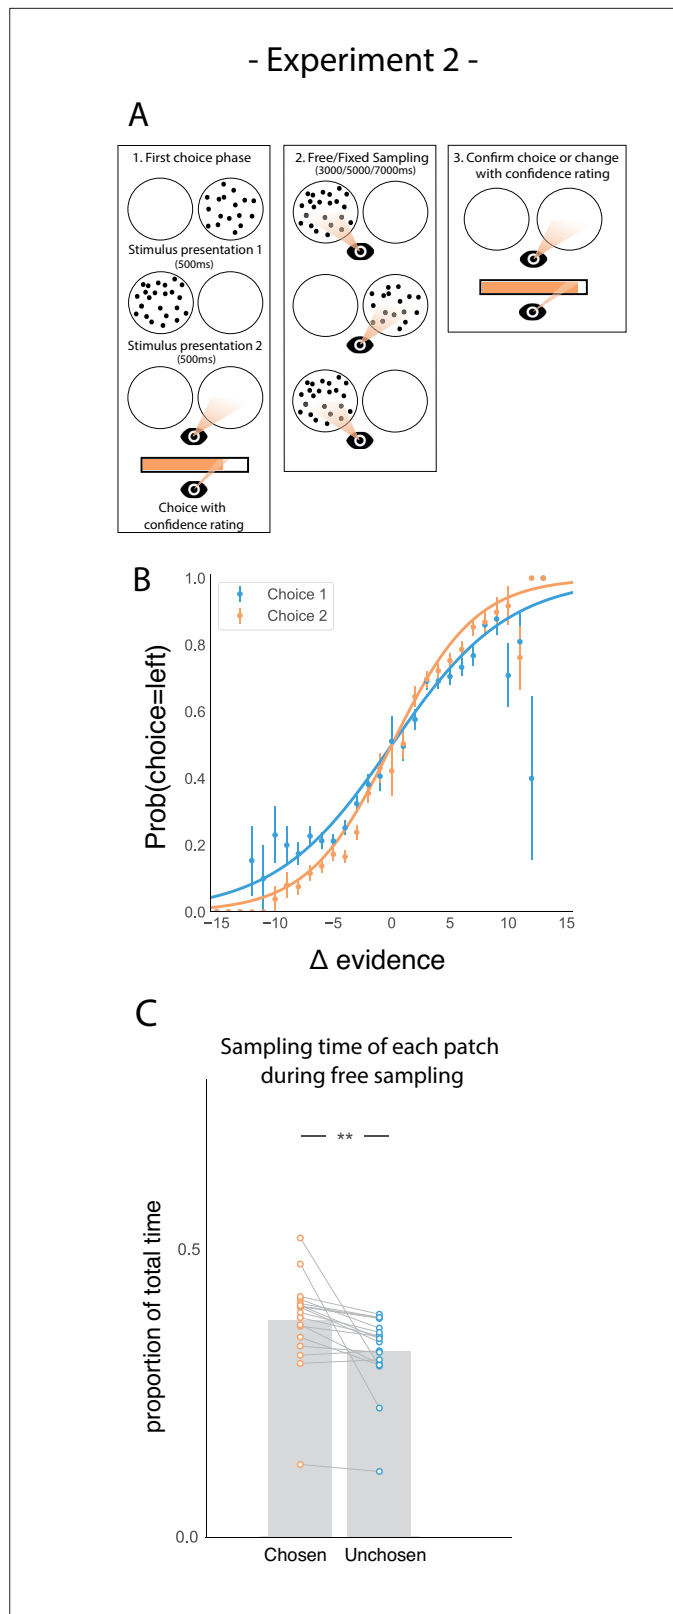 - Experiment 2 -
A
1. First choice phase
Stimulus presentation 1
(500ms)
Stimulus presentation 2
(500ms)
Choice with
confidence rating
2. Free/Fixed Sampling
(3000/5000/7000ms)
3. Confirm choice or change
with confidence rating
B
Prob(choice=left)
1.0
0.8
0.6
0.4
0.2
0.0
Choice 1
Choice 2
−15
−10
−5
0
5
10
15
Δ evidence
C
Sampling time of each patch
during free sampling
**
proportion of total time
0.5
0.0
Chosen
Unchosen